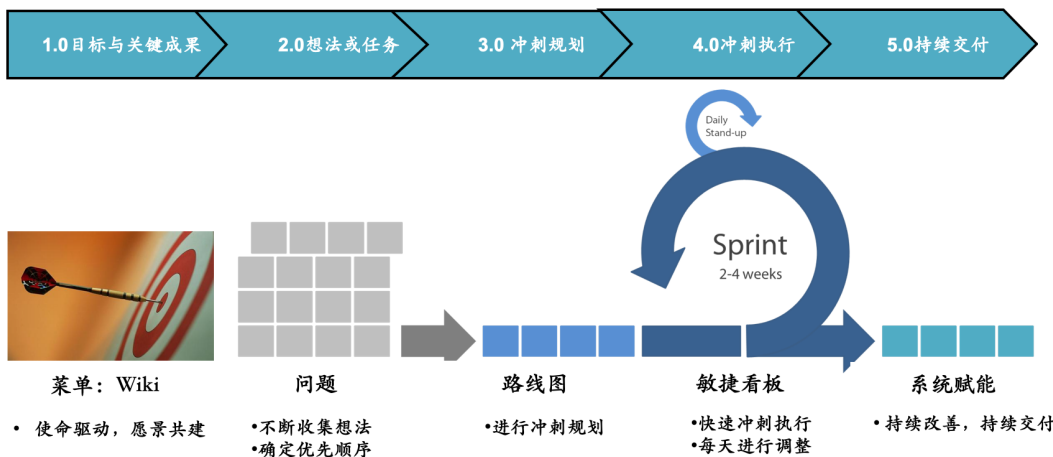 1.0目标与关键成果
2.0想法或任务
3.0 冲刺规划
4.0冲刺执行
5.0持续交付
Daily
Stand-up
Sprint
2-4 weeks
菜单：Wiki
• 使命驱动，愿景共建
问题
•不断收集想法
•确定优先顺序
路线图
•进行冲刺规划
敏捷看板
•快速冲刺执行
•每天进行调整
系统赋能
•持续改善，持续交付